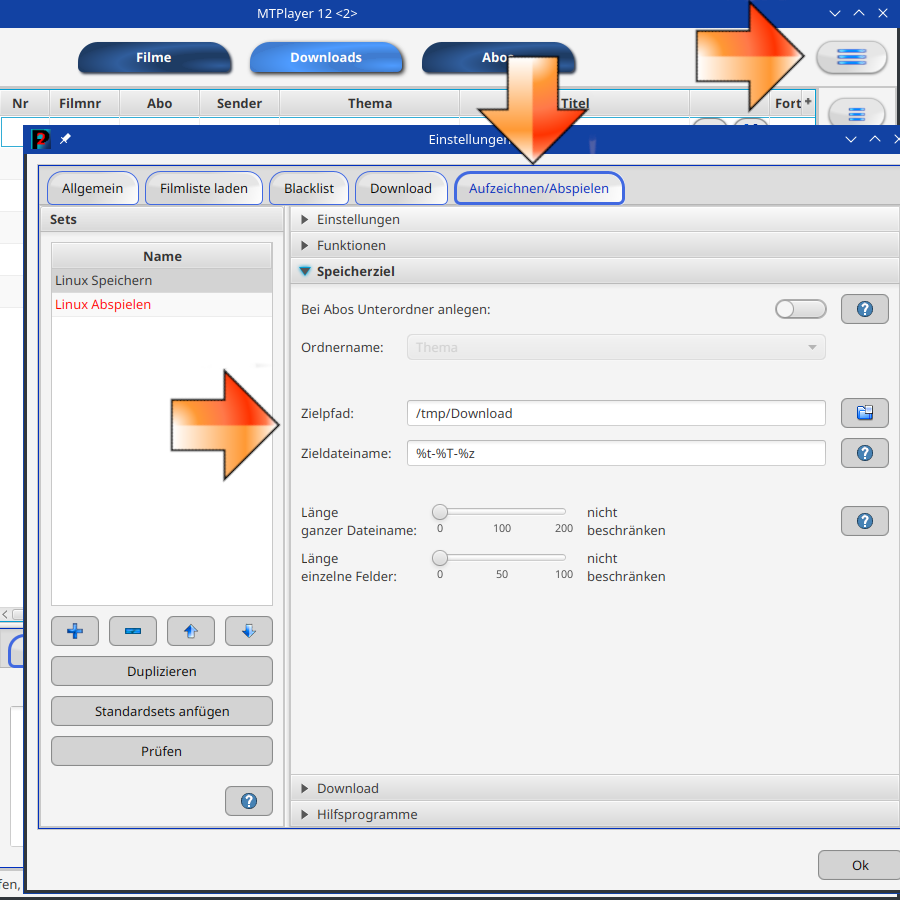 MTPlayer 12 <2>
Filme
Downloads
Abos
Nr Filmnr Abo Sender Thema Titel Fort +
Einstellungen
Allgemein Filmliste laden Blacklist Download Aufzeichnen/Abspielen
Sets
Name
Linux Speichern
Linux Abspielen
Duplizieren
Standardsets anfügen
Prüfen
Einstellungen
Funktionen
Speicherziel
Bei Abos Unterordner anlegen:
Ordnername: Thema
Zielpfad: /tmp/Download
Zieldateiname: %t-%T-%z
Länge
ganzer Dateiname:
0 100 200
nicht
beschränken
Länge
einzelne Felder:
0 50 100
nicht
beschränken
Download
Hilfsprogramme
Ok